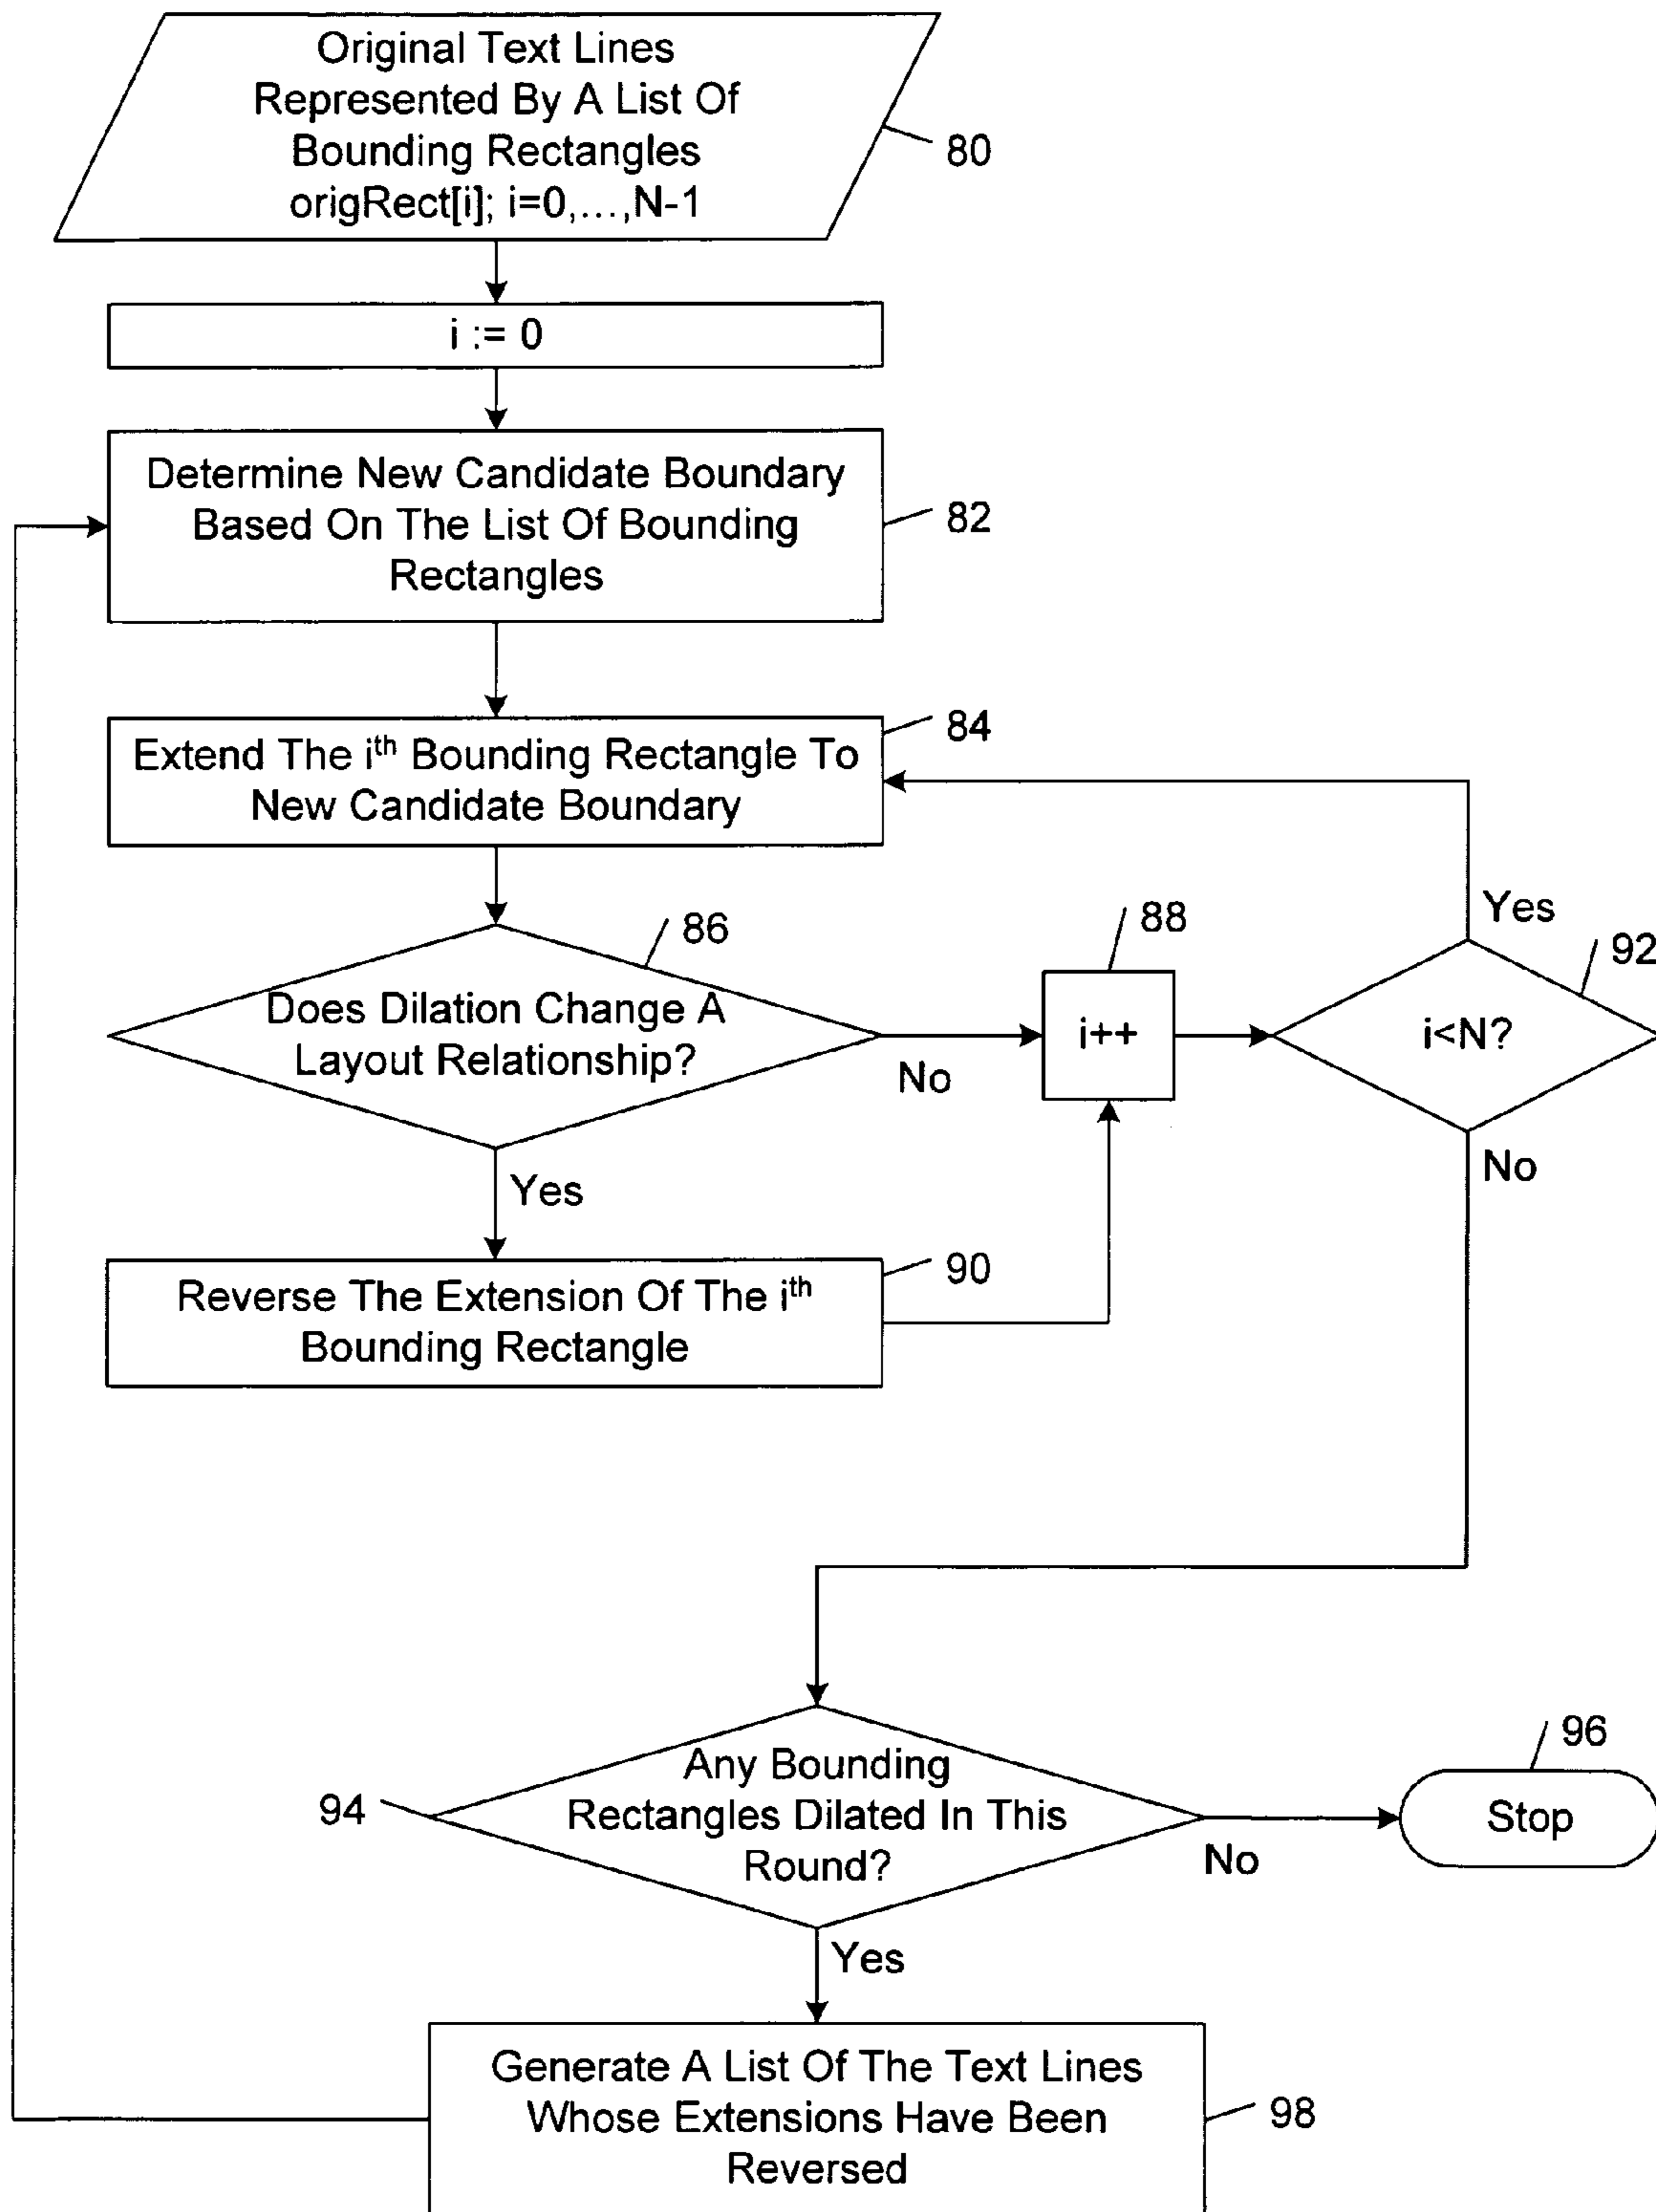 Original Text Lines
Represented By A List Of
Bounding Rectangles
origRect[i]; i=0,...,N-1
80
i := 0
Determine New Candidate Boundary
Based On The List Of Bounding
Rectangles
82
Extend The ith Bounding Rectangle To
New Candidate Boundary
84
Does Dilation Change A
Layout Relationship?
86
No
i++
88
i<N?
92
Yes
No
Yes
Reverse The Extension Of The ith
Bounding Rectangle
90
Any Bounding
Rectangles Dilated In This
Round?
94
No
Stop
96
Yes
Generate A List Of The Text Lines
Whose Extensions Have Been
Reversed
98